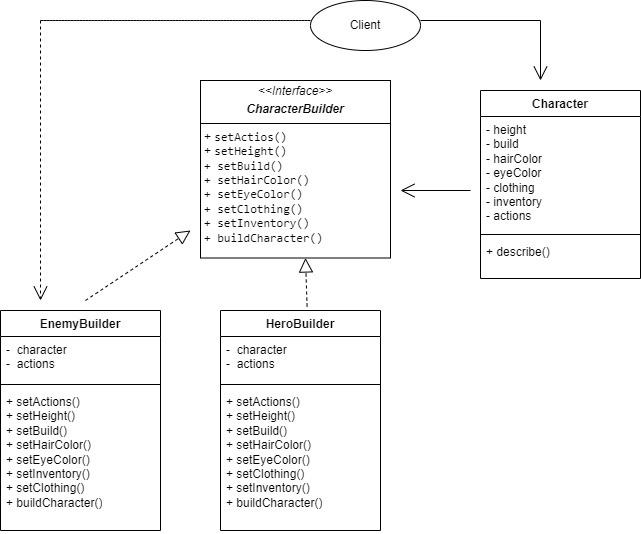 Client
<<Interface>>
CharacterBuilder
+ setActios()
+ setHeight()
+ setBuild()
+ setHairColor()
+ setEyeColor()
+ setClothing()
+ setInventory()
+ buildCharacter()
Character
- height
- build
- hairColor
- eyeColor
- clothing
- inventory
- actions
+ describe()
EnemyBuilder
- character
- actions
+ setActions()
+ setHeight()
+ setBuild()
+ setHairColor()
+ setEyeColor()
+ setInventory()
+ setClothing()
+ buildCharacter()
HeroBuilder
- character
- actions
+ setActions()
+ setHeight()
+ setBuild()
+ setHairColor()
+ setEyeColor()
+ setClothing()
+ setInventory()
+ buildCharacter()